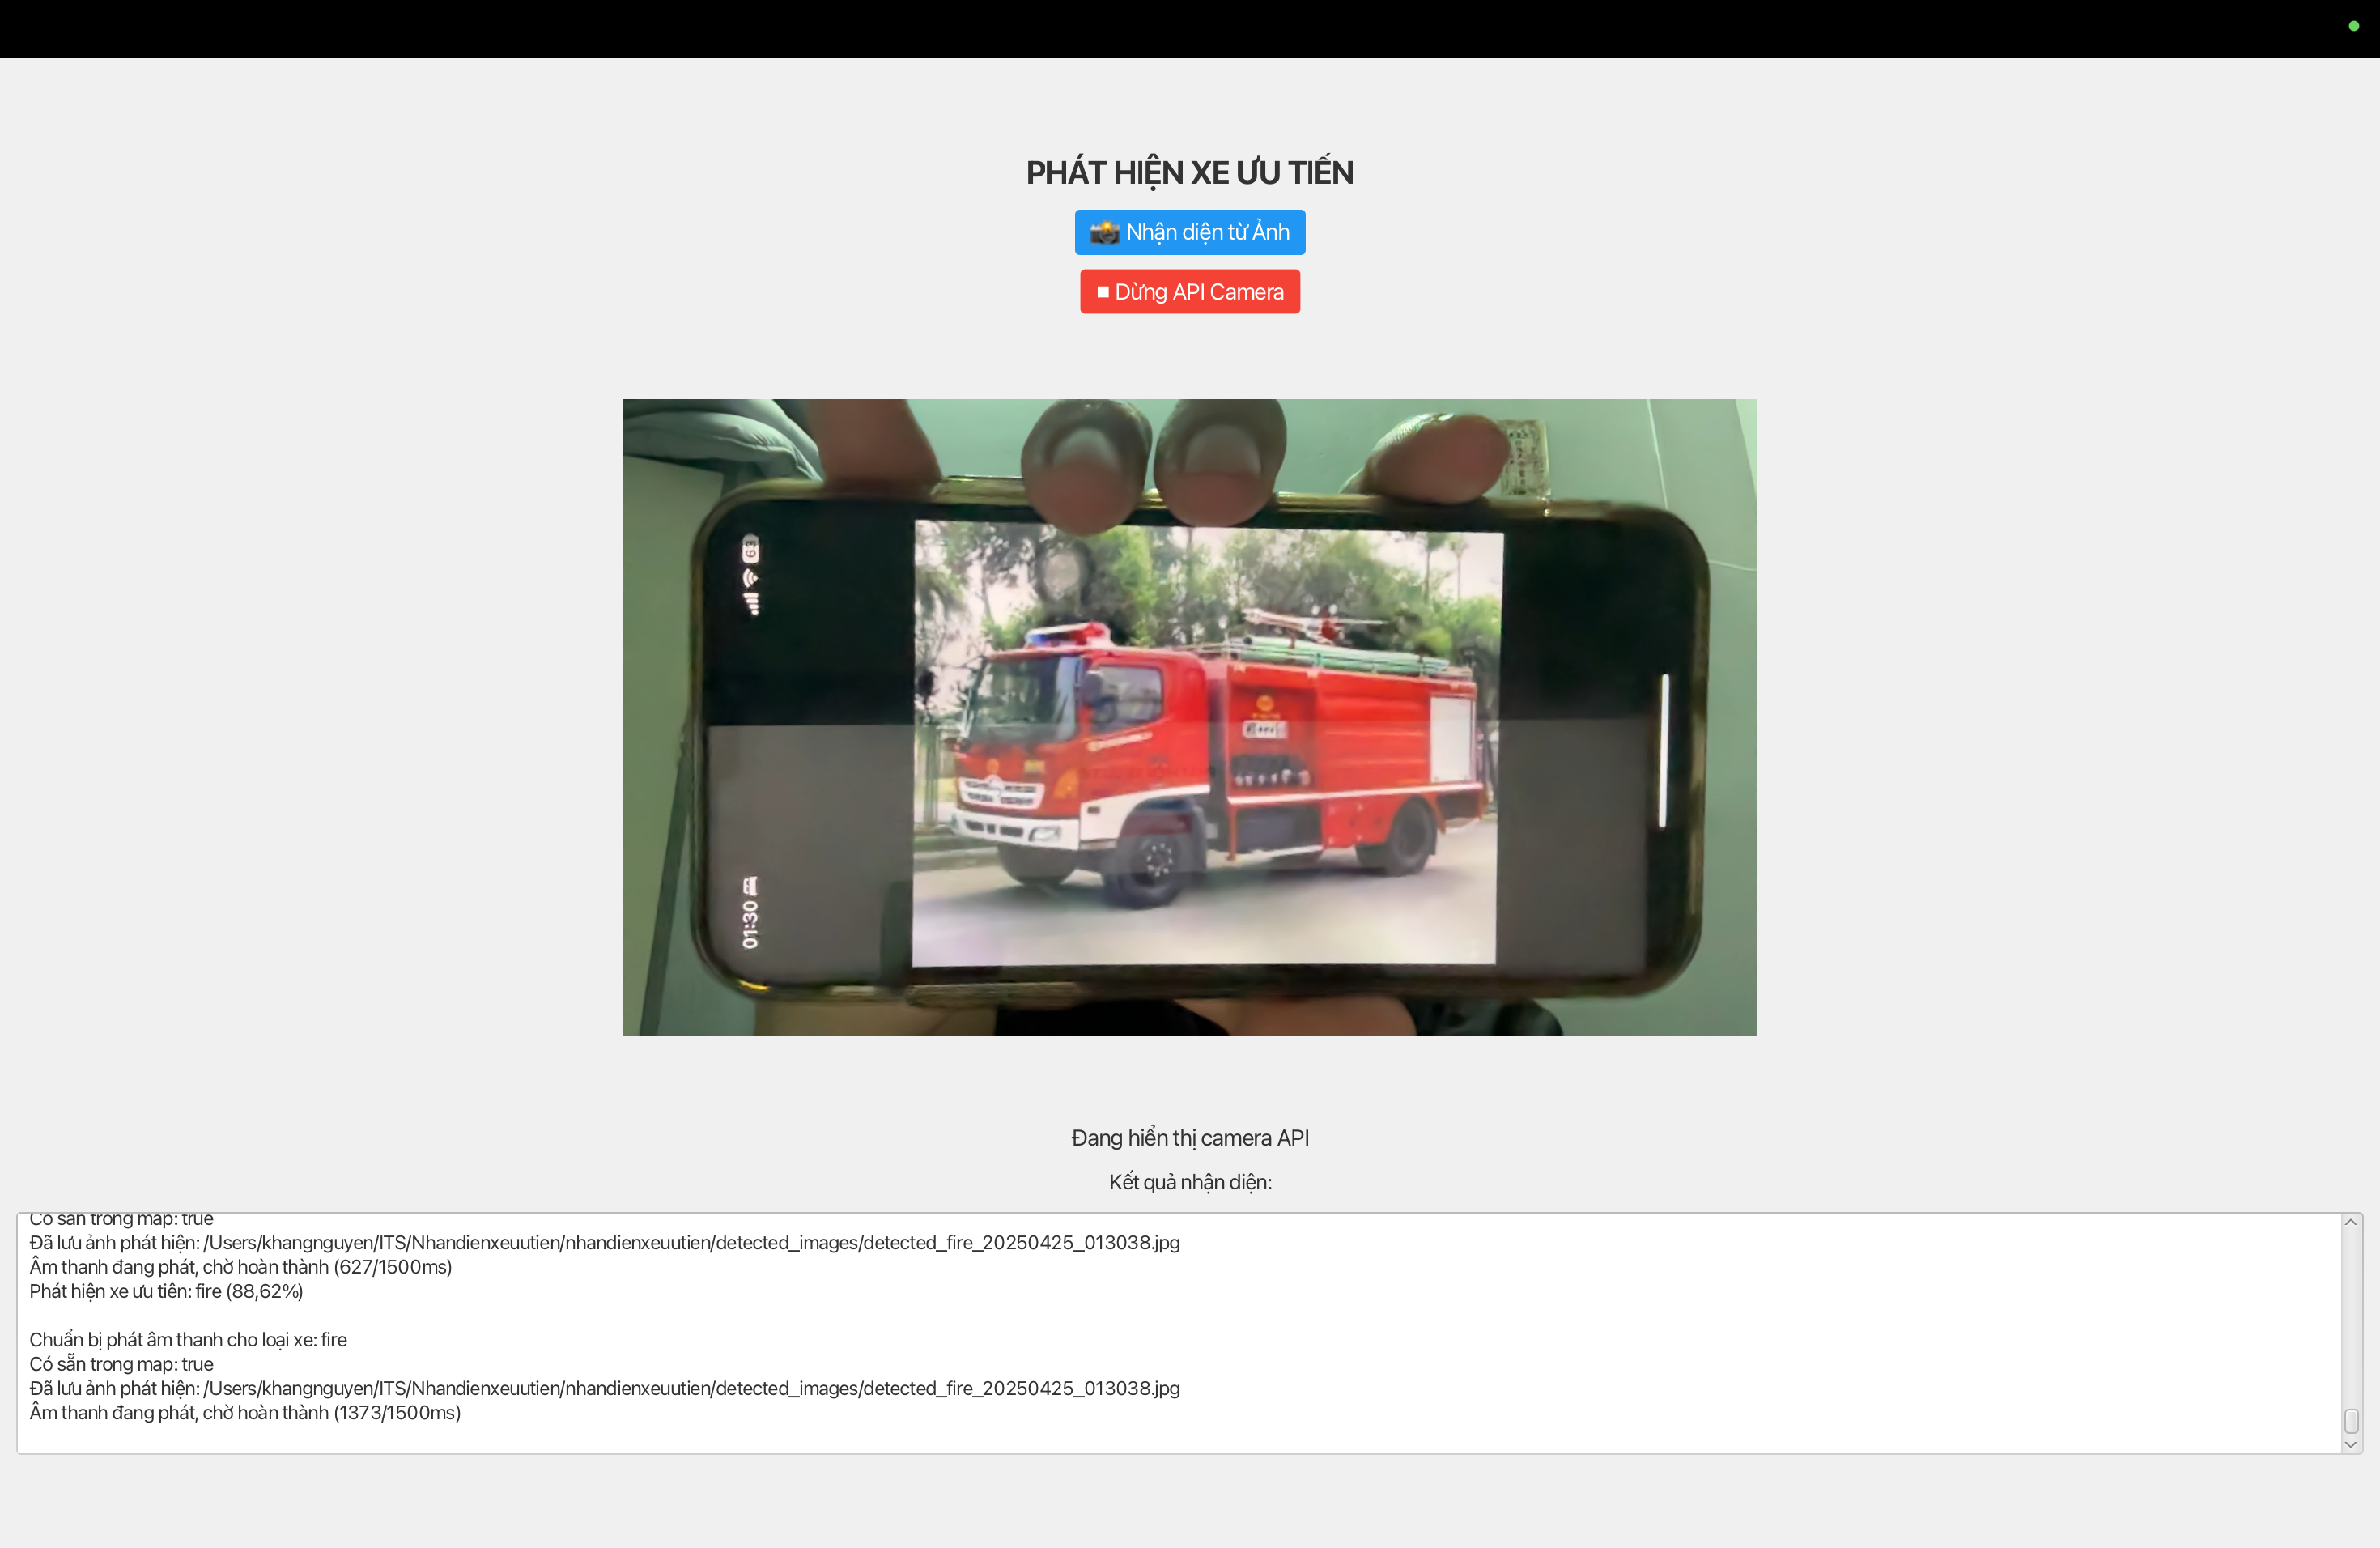 PHÁT HIỆN XE ƯU TIẾN
📸 Nhận diện từ Ảnh
■ Dừng API Camera
63
01:30
Đang hiển thị camera API
Kết quả nhận diện:
Có sẵn trong map: true
Đã lưu ảnh phát hiện: /Users/khangnguyen/ITS/Nhandienxeuutien/nhandienxeuutien/detected_images/detected_fire_20250425_013038.jpg
Âm thanh đang phát, chờ hoàn thành (627/1500ms)
Phát hiện xe ưu tiên: fire (88,62%)
Chuẩn bị phát âm thanh cho loại xe: fire
Có sẵn trong map: true
Đã lưu ảnh phát hiện: /Users/khangnguyen/ITS/Nhandienxeuutien/nhandienxeuutien/detected_images/detected_fire_20250425_013038.jpg
Âm thanh đang phát, chờ hoàn thành (1373/1500ms)